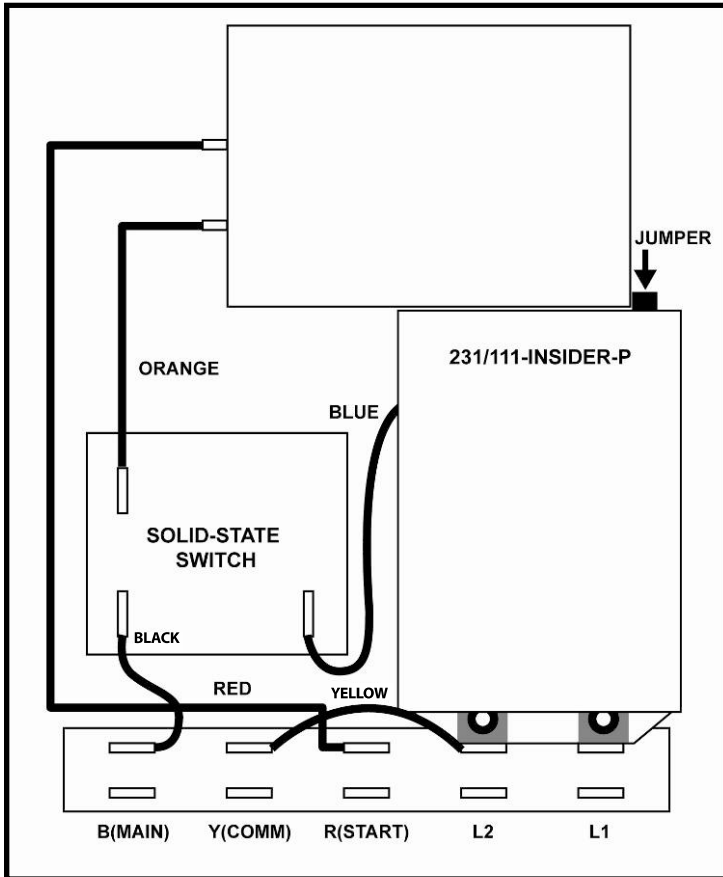 JUMPER
231/111-INSIDER-P
ORANGE
BLUE
SOLID-STATE
SWITCH
BLACK
RED
YELLOW
B(MAIN) Y(COMM) R(START) L2 L1